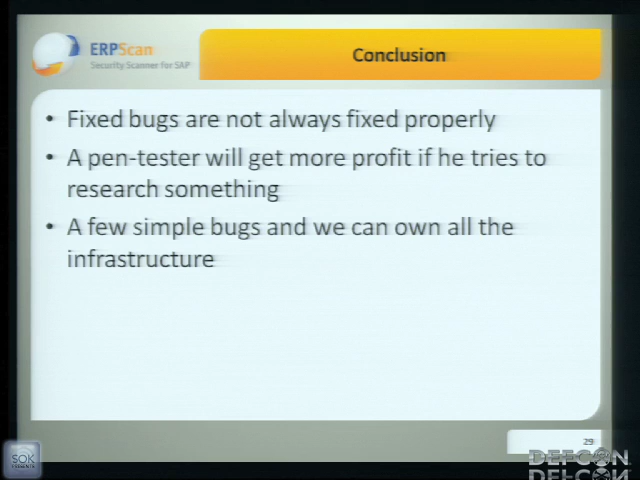 ERPScan
Security Scanner for SAP
Conclusion
• Fixed bugs are not always fixed properly
• A pen-tester will get more profit if he tries to
research something
• A few simple bugs and we can own all the
infrastructure
29
SOK
DEFCON
DEFCON